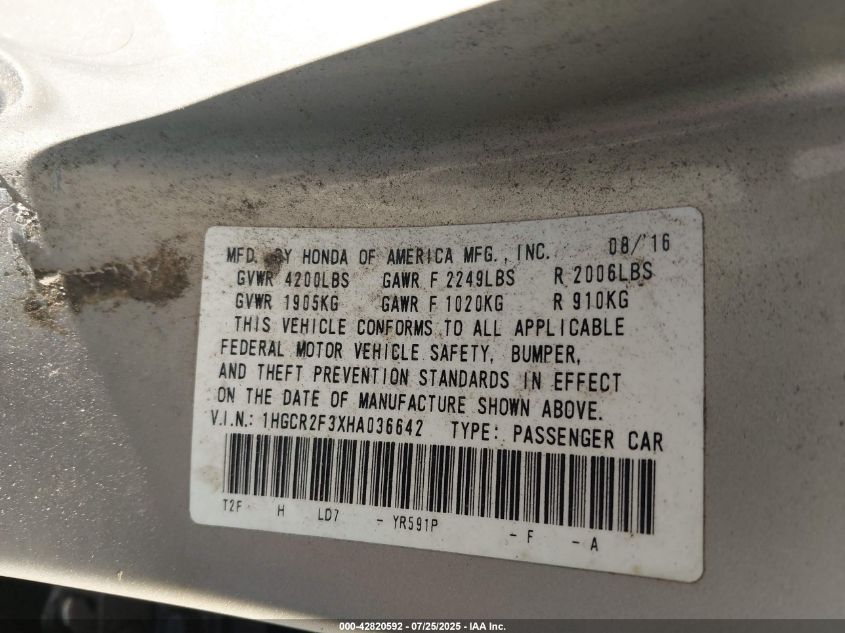 MFD. BY HONDA OF AMERICA MFG., INC. 08/'16
GVWR 4200LBS GAWR F 2249LBS R 2006LBS
GVWR 1905KG GAWR F 1020KG R 910KG
THIS VEHICLE CONFORMS TO ALL APPLICABLE
FEDERAL MOTOR VEHICLE SAFETY, BUMPER,
AND THEFT PREVENTION STANDARDS IN EFFECT
ON THE DATE OF MANUFACTURE SHOWN ABOVE.
V.I.N.: 1HGCR2F3XHA036642 TYPE: PASSENGER CAR
T2F H LD7 - YR591P - F - A
000-42820592 - 07/25/2025 - IAA Inc.